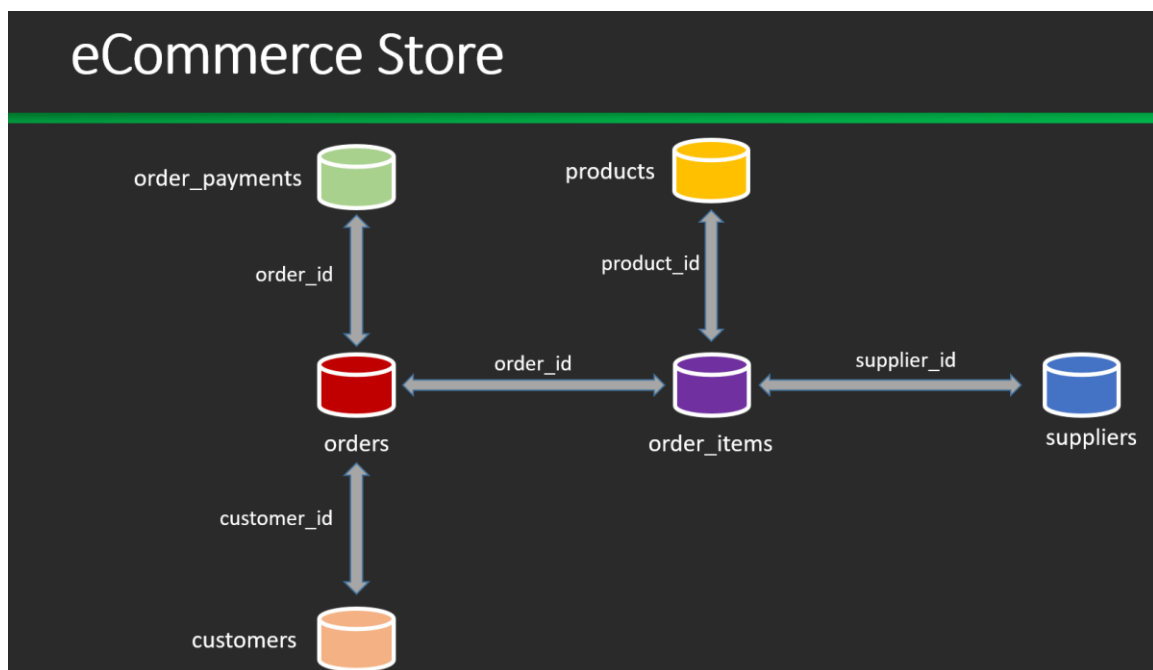 eCommerce Store
order_payments
products
order_id
product_id
order_id
supplier_id
orders
order_items
suppliers
customer_id
customers